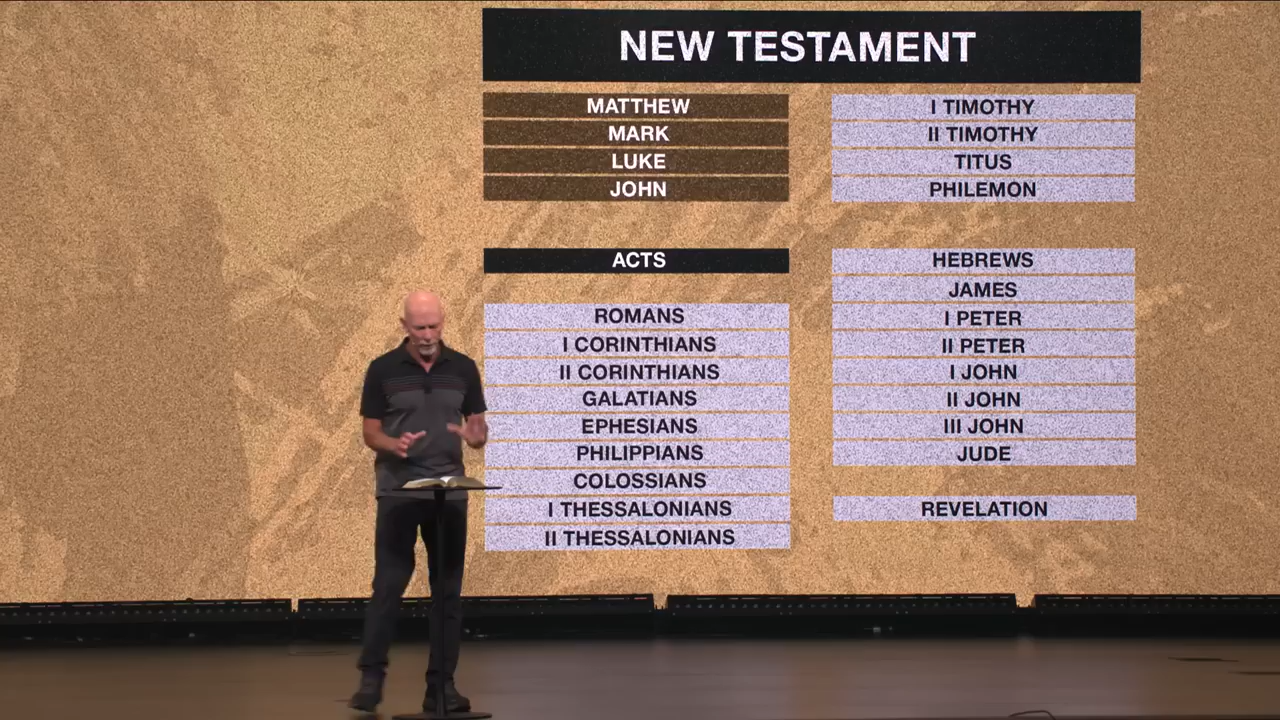 NEW TESTAMENT
MATTHEW
MARK
LUKE
JOHN
ACTS
ROMANS
I CORINTHIANS
II CORINTHIANS
GALATIANS
EPHESIANS
PHILIPPIANS
COLOSSIANS
I THESSALONIANS
II THESSALONIANS
I TIMOTHY
II TIMOTHY
TITUS
PHILEMON
HEBREWS
JAMES
I PETER
II PETER
I JOHN
II JOHN
III JOHN
JUDE
REVELATION